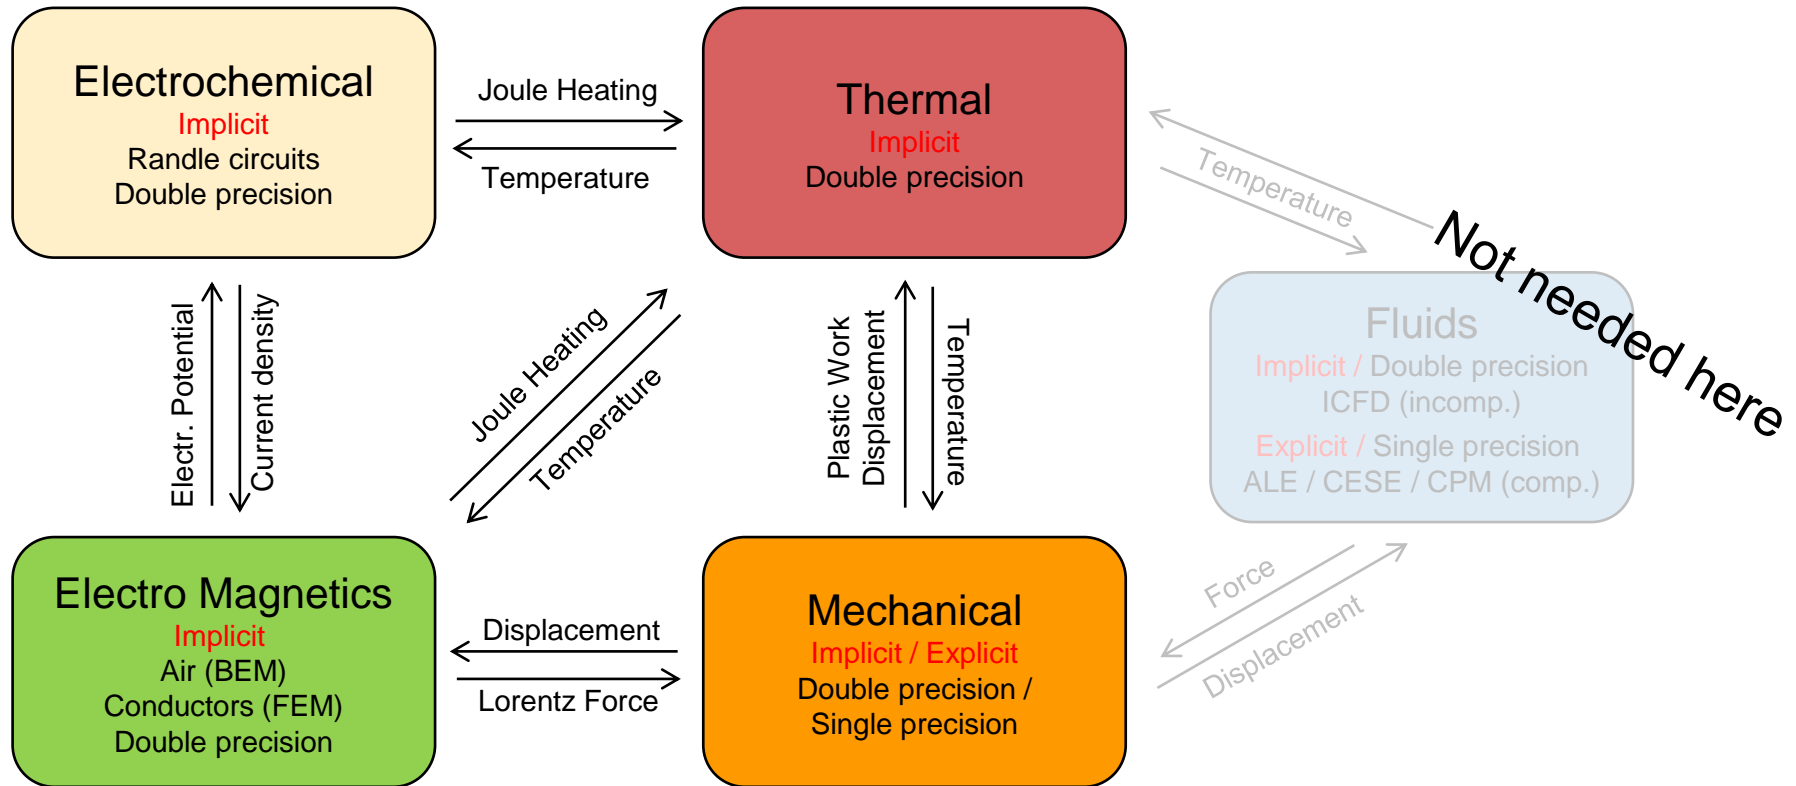 Electrochemical
Implicit
Randle circuits
Double precision
Joule Heating
Temperature
Thermal
Implicit
Double precision
Temperature
Not needed here
Electr. Potential
Current density
Joule Heating
Temperature
Plastic Work
Displacement
Temperature
Fluids
Implicit / Double precision
ICFD (incomp.)
Explicit / Single precision
ALE / CESE / CPM (comp.)
Electro Magnetics
Implicit
Air (BEM)
Conductors (FEM)
Double precision
Displacement
Lorentz Force
Mechanical
Implicit / Explicit
Double precision /
Single precision
Force
Displacement